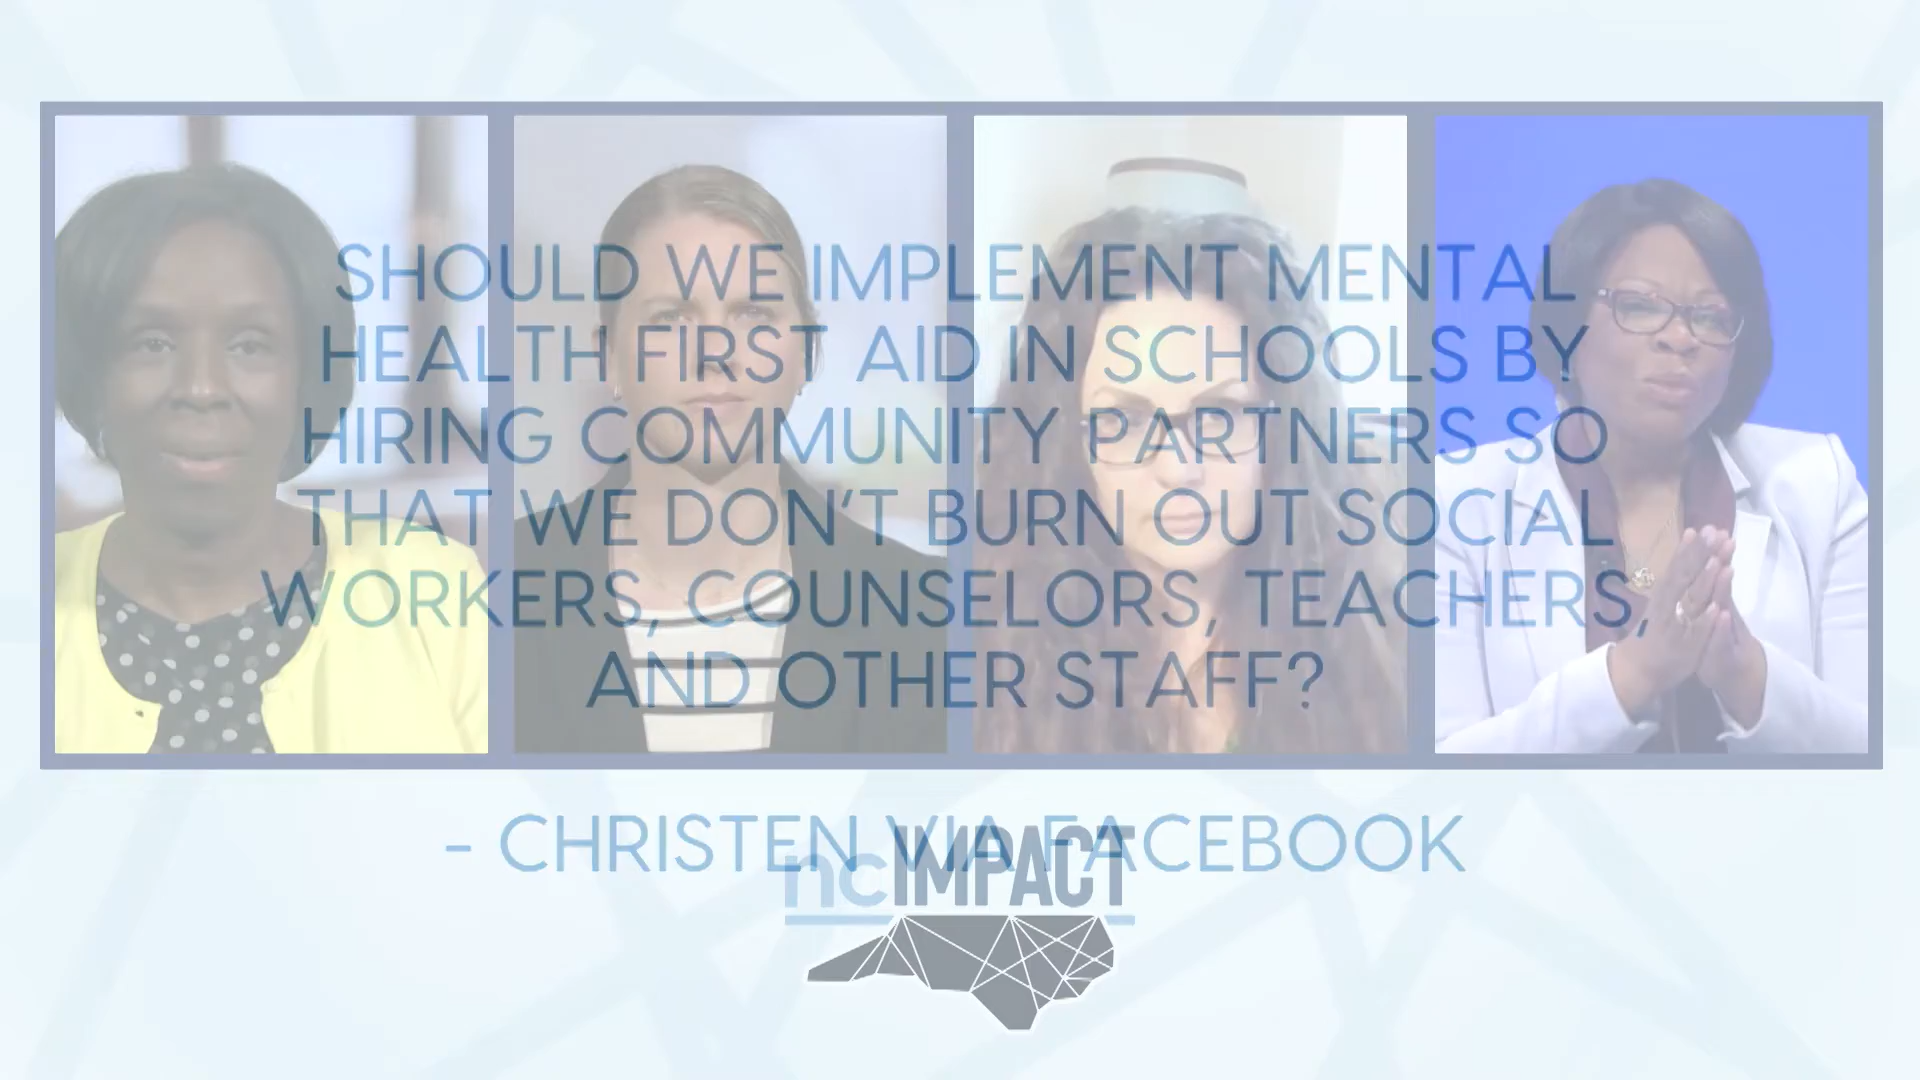 SHOULD WE IMPLEMENT MENTAL
HEALTH FIRST AID IN SCHOOLS BY
HIRING COMMUNITY PARTNERS SO
THAT WE DON'T BURN OUT SOCIAL
WORKERS, COUNSELORS, TEACHERS,
AND OTHER STAFF?
- CHRISTEN VIA FACEBOOK
ncIMPACT